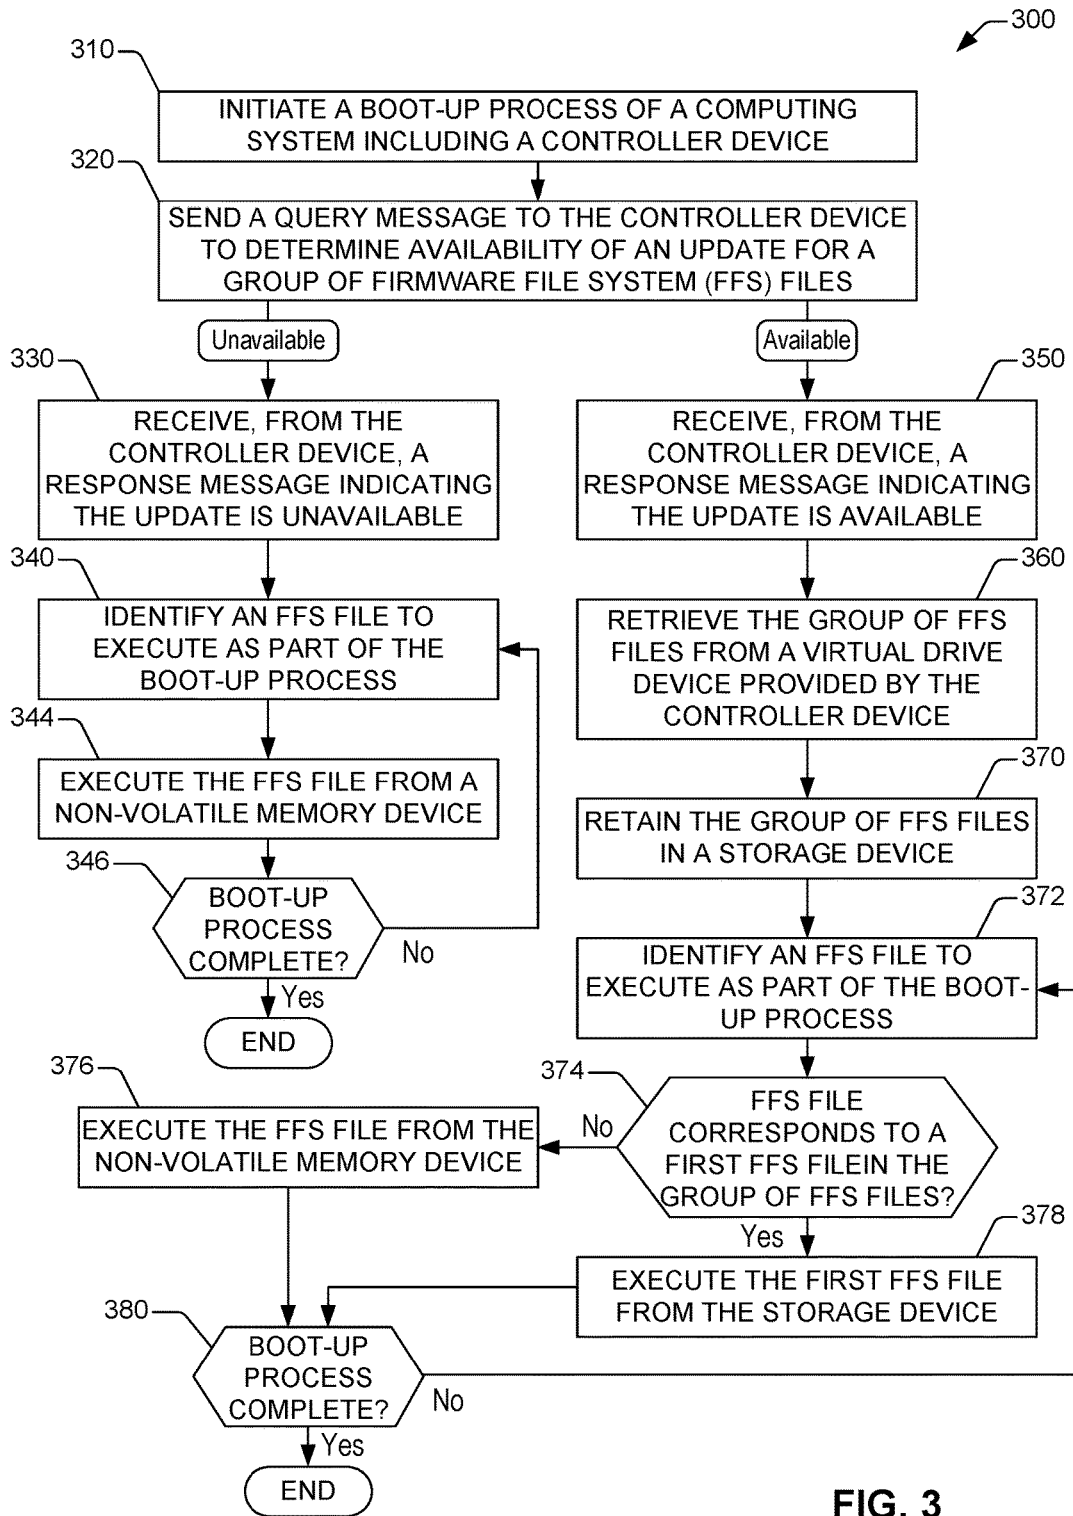 300
310
INITIATE A BOOT-UP PROCESS OF A COMPUTING
SYSTEM INCLUDING A CONTROLLER DEVICE
320
SEND A QUERY MESSAGE TO THE CONTROLLER DEVICE
TO DETERMINE AVAILABILITY OF AN UPDATE FOR A
GROUP OF FIRMWARE FILE SYSTEM (FFS) FILES
Unavailable
Available
330
RECEIVE, FROM THE
CONTROLLER DEVICE, A
RESPONSE MESSAGE INDICATING
THE UPDATE IS UNAVAILABLE
340
IDENTIFY AN FFS FILE TO
EXECUTE AS PART OF THE
BOOT-UP PROCESS
344
EXECUTE THE FFS FILE FROM A
NON-VOLATILE MEMORY DEVICE
346
BOOT-UP
PROCESS
COMPLETE?
No
Yes
END
350
RECEIVE, FROM THE
CONTROLLER DEVICE, A
RESPONSE MESSAGE INDICATING
THE UPDATE IS AVAILABLE
360
RETRIEVE THE GROUP OF FFS
FILES FROM A VIRTUAL DRIVE
DEVICE PROVIDED BY THE
CONTROLLER DEVICE
370
RETAIN THE GROUP OF FFS FILES
IN A STORAGE DEVICE
372
IDENTIFY AN FFS FILE TO
EXECUTE AS PART OF THE BOOT-
UP PROCESS
374
FFS FILE
CORRESPONDS TO A
FIRST FFS FILEIN THE
GROUP OF FFS FILES?
No
Yes
376
EXECUTE THE FFS FILE FROM THE
NON-VOLATILE MEMORY DEVICE
378
EXECUTE THE FIRST FFS FILE
FROM THE STORAGE DEVICE
380
BOOT-UP
PROCESS
COMPLETE?
No
Yes
END
FIG. 3